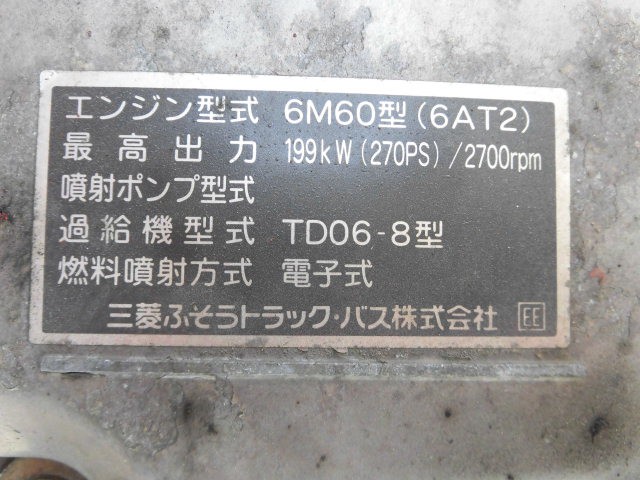 エンジン型式 6M60型(6AT2)
最高出力 199kW(270PS)/2700rpm
噴射ポンプ型式
過給機型式 TD06-8型
燃料噴射方式 電子式
三菱ふそうトラック・バス株式会社 EE